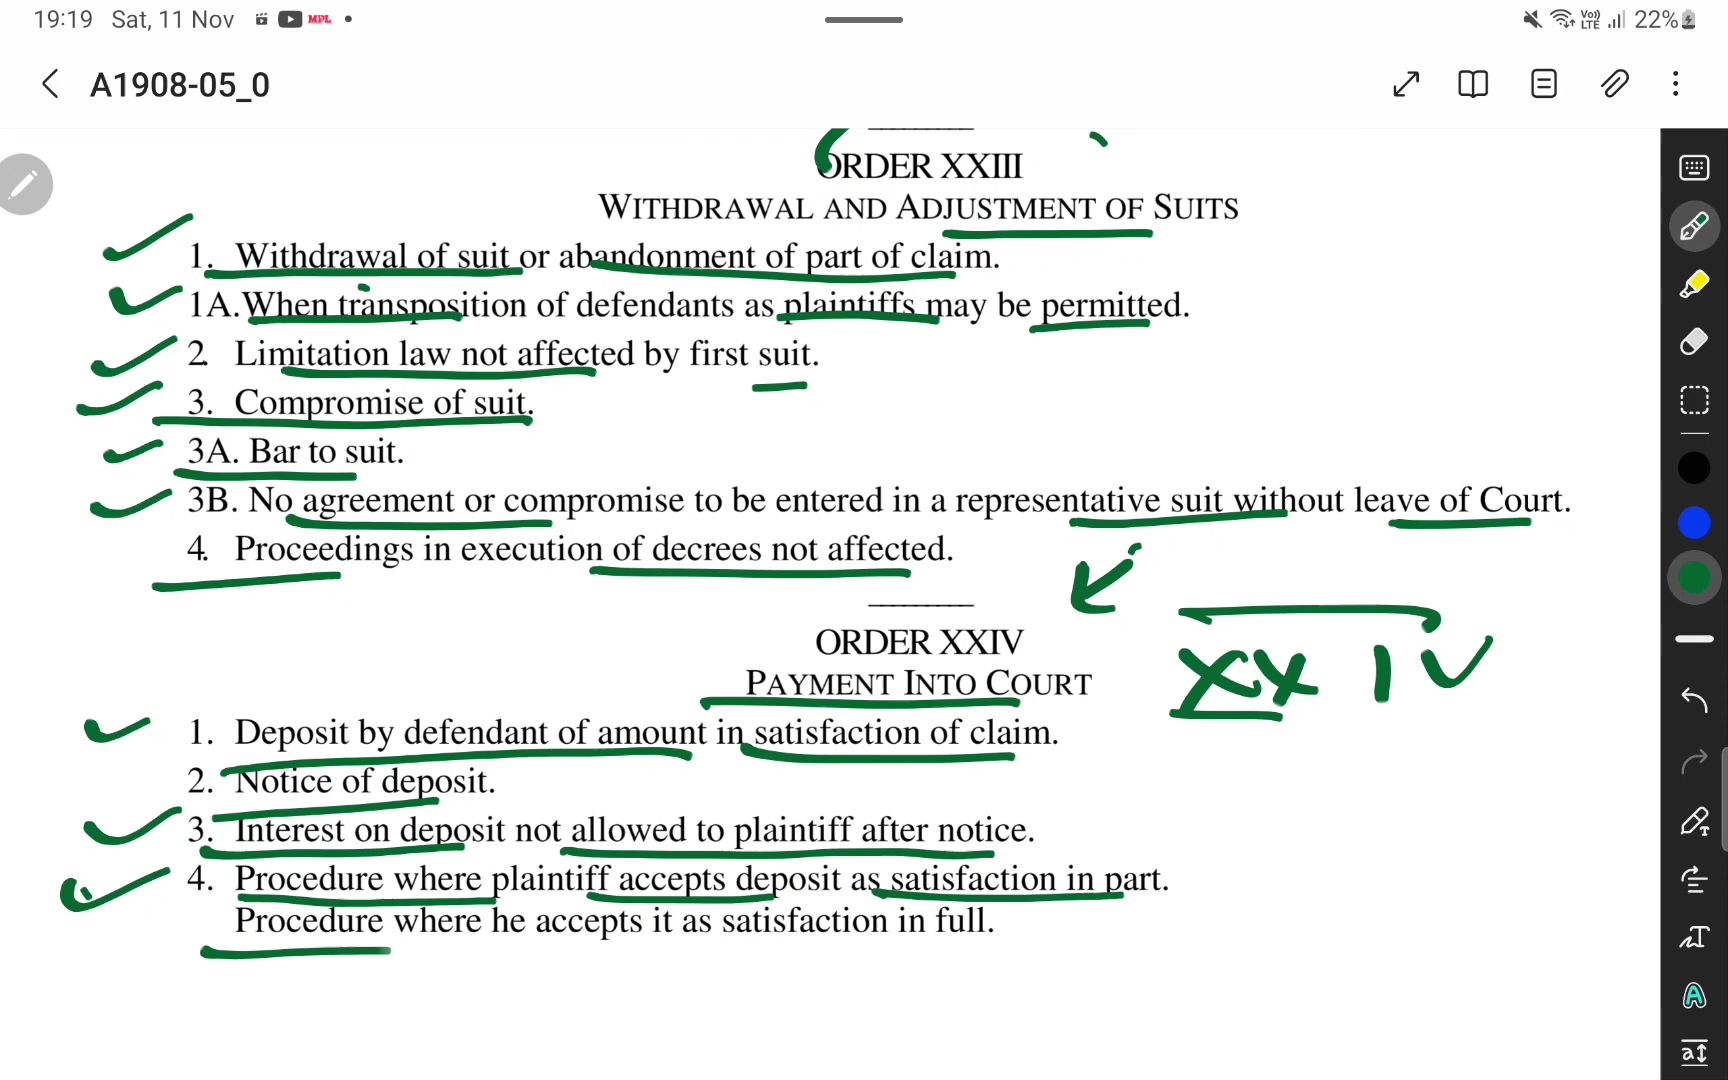 19:19 Sat, 11 Nov MPL
Vo)) LTE 22%
A1908-05_0
ORDER XXIII
WITHDRAWAL AND ADJUSTMENT OF SUITS
1. Withdrawal of suit or abandonment of part of claim.
1A.When transposition of defendants as plaintiffs may be permitted.
2. Limitation law not affected by first suit.
3. Compromise of suit.
3A. Bar to suit.
3B. No agreement or compromise to be entered in a representative suit without leave of Court.
4. Proceedings in execution of decrees not affected.
ORDER XXIV
PAYMENT INTO COURT
XXIV
1. Deposit by defendant of amount in satisfaction of claim.
2. Notice of deposit.
3. Interest on deposit not allowed to plaintiff after notice.
4. Procedure where plaintiff accepts deposit as satisfaction in part.
Procedure where he accepts it as satisfaction in full.